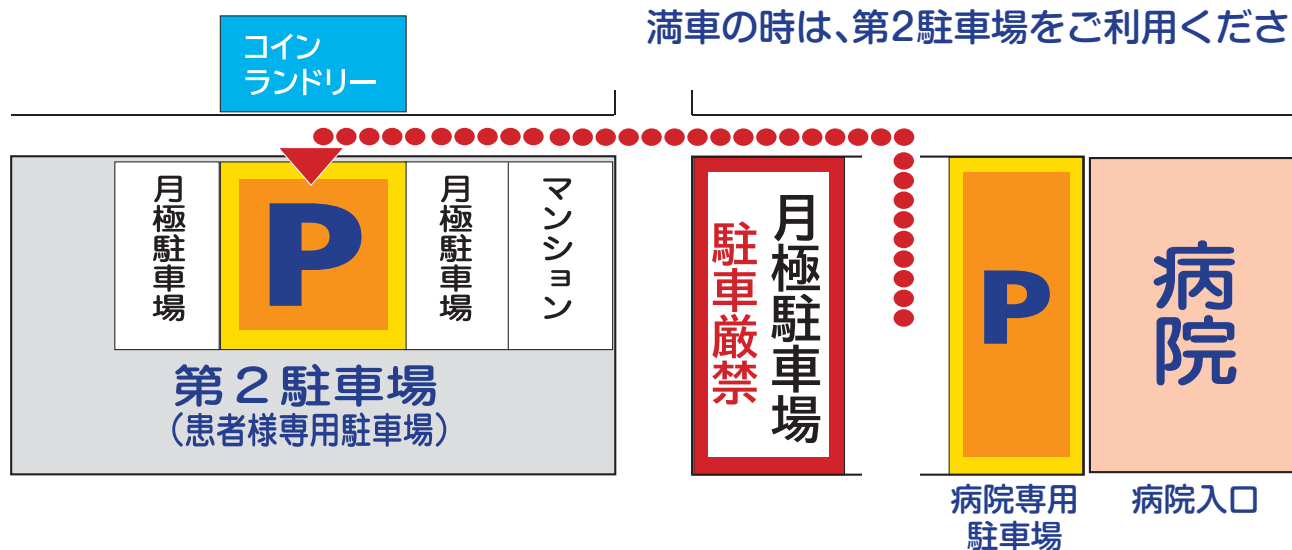 満車の時は、第2駐車場をご利用くださ
コイン
ランドリー
月極駐車場
P
月極駐車場
マンション
第2駐車場
（患者様専用駐車場）
月極駐車場
駐車厳禁
P
病院
病院専用
駐車場
病院入口